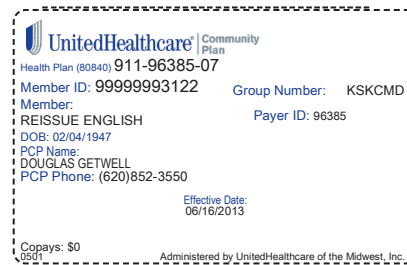 UnitedHealthcare® Community Plan
Health Plan (80840) 911-96385-07
Member ID: 99999993122 Group Number: KSKCMD
Member:
REISSUE ENGLISH Payer ID: 96385
DOB: 02/04/1947
PCP Name:
DOUGLAS GETWELL
PCP Phone: (620)852-3550
Effective Date:
06/16/2013
Copays: $0
0501 Administered by UnitedHealthcare of the Midwest, Inc.